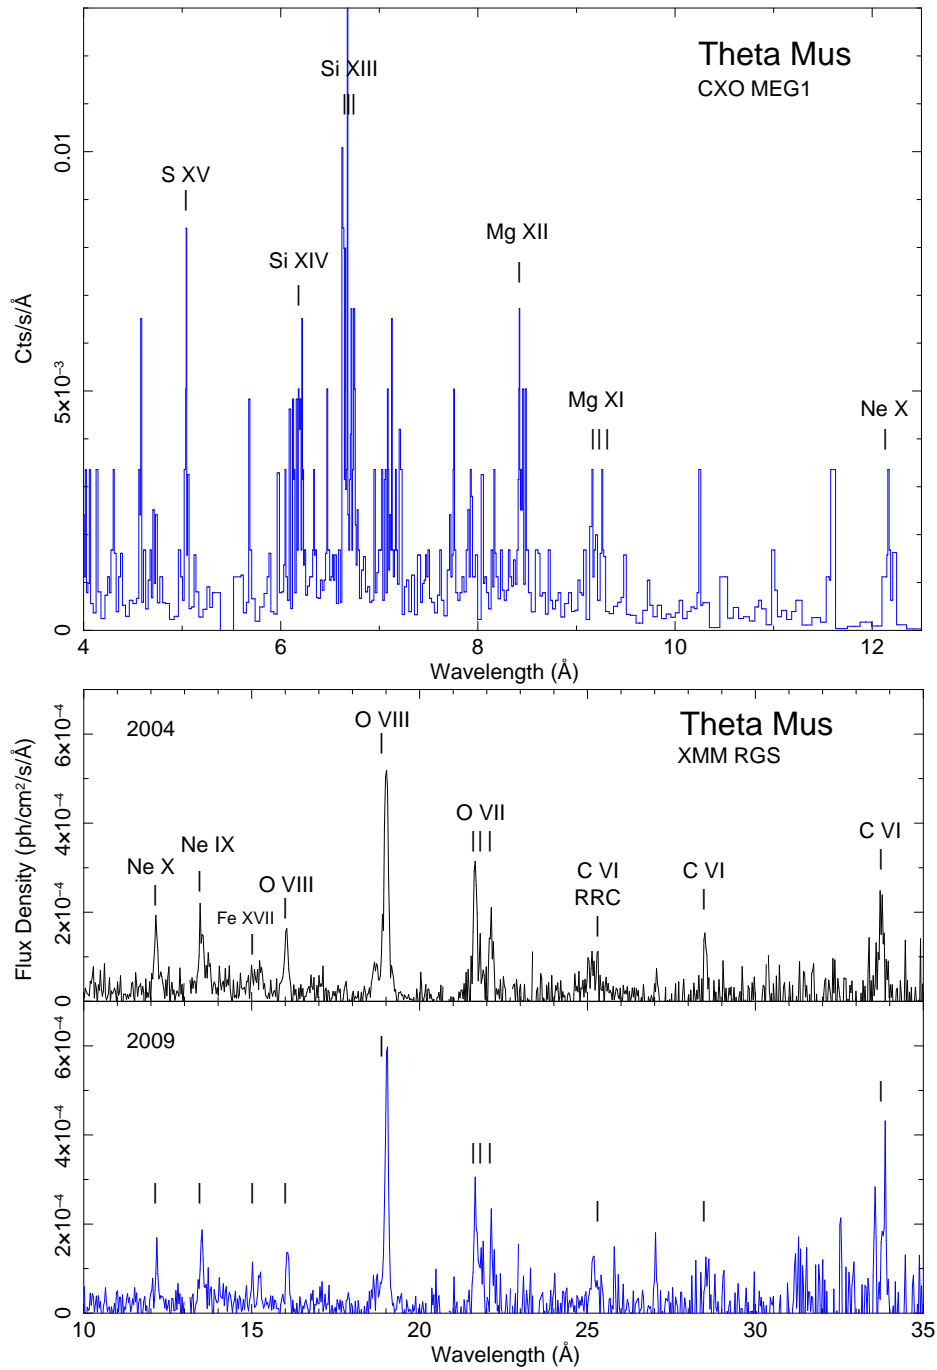 Theta Mus
CXO MEG1
Si XIII
S XV
Si XIV
Mg XII
Mg XI
Ne X
Cts/s/Å
0.01
5×10⁻³
0
4 6 8 10 12
Wavelength (Å)
Theta Mus
XMM RGS
2004
O VIII
O VII
Ne X
Ne IX
Fe XVII
O VIII
C VI
RRC
C VI
C VI
Flux Density (ph/cm²/s/Å)
6×10⁻⁴
4×10⁻⁴
2×10⁻⁴
0
2009
6×10⁻⁴
4×10⁻⁴
2×10⁻⁴
0
10 15 20 25 30 35
Wavelength (Å)